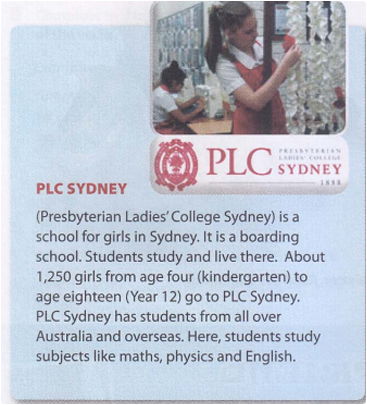 PLC
PRESBYTERIAN
LADIES' COLLEGE
SYDNEY
1888
PLC SYDNEY
(Presbyterian Ladies' College Sydney) is a
school for girls in Sydney. It is a boarding
school. Students study and live there. About
1,250 girls from age four (kindergarten) to
age eighteen (Year 12) go to PLC Sydney.
PLC Sydney has students from all over
Australia and overseas. Here, students study
subjects like maths, physics and English.